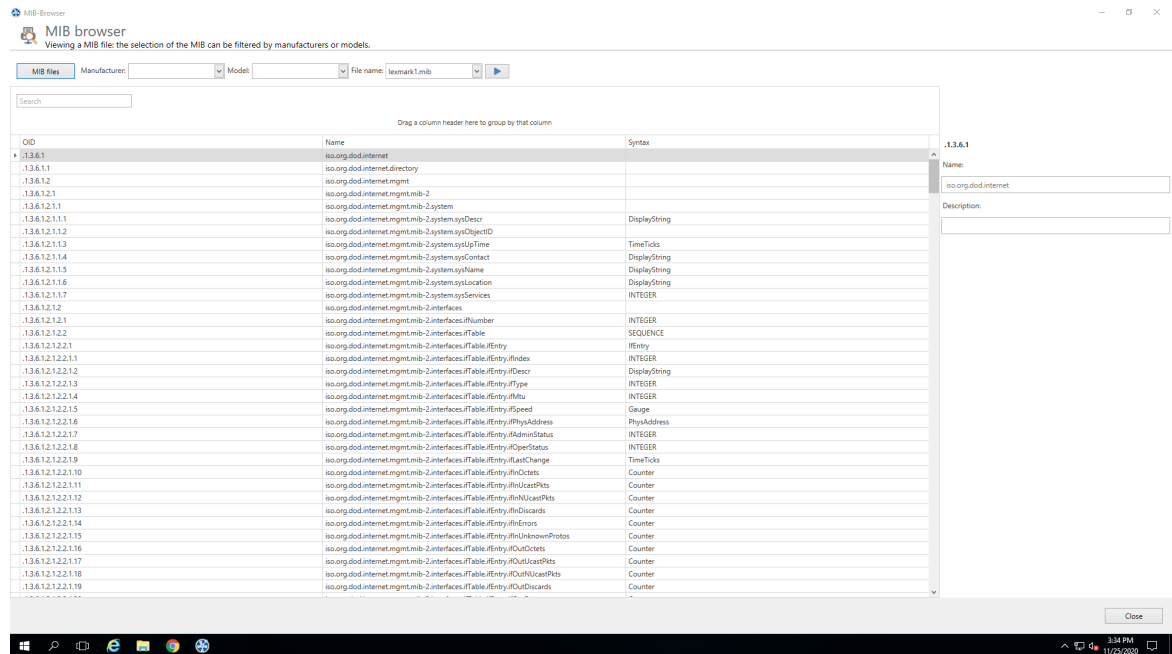 MIB-Browser
MIB browser
Viewing a MIB file: the selection of the MIB can be filtered by manufacturers or models.
MIB files Manufacturer: Model: File name: lexmark1.mib
Search
Drag a column header here to group by that column
OID Name Syntax
.1.3.6.1 iso.org.dod.internet
.1.3.6.1.1 iso.org.dod.internet.directory
.1.3.6.1.2 iso.org.dod.internet.mgmt
.1.3.6.1.2.1 iso.org.dod.internet.mgmt.mib-2
.1.3.6.1.2.1.1 iso.org.dod.internet.mgmt.mib-2.system
.1.3.6.1.2.1.1.1 iso.org.dod.internet.mgmt.mib-2.system.sysDescr DisplayString
.1.3.6.1.2.1.1.2 iso.org.dod.internet.mgmt.mib-2.system.sysObjectID
.1.3.6.1.2.1.1.3 iso.org.dod.internet.mgmt.mib-2.system.sysUpTime TimeTicks
.1.3.6.1.2.1.1.4 iso.org.dod.internet.mgmt.mib-2.system.sysContact DisplayString
.1.3.6.1.2.1.1.5 iso.org.dod.internet.mgmt.mib-2.system.sysName DisplayString
.1.3.6.1.2.1.1.6 iso.org.dod.internet.mgmt.mib-2.system.sysLocation DisplayString
.1.3.6.1.2.1.1.7 iso.org.dod.internet.mgmt.mib-2.system.sysServices INTEGER
.1.3.6.1.2.1.2 iso.org.dod.internet.mgmt.mib-2.interfaces
.1.3.6.1.2.1.2.1 iso.org.dod.internet.mgmt.mib-2.interfaces.ifNumber INTEGER
.1.3.6.1.2.1.2.2 iso.org.dod.internet.mgmt.mib-2.interfaces.ifTable SEQUENCE
.1.3.6.1.2.1.2.2.1 iso.org.dod.internet.mgmt.mib-2.interfaces.ifTable.ifEntry IfEntry
.1.3.6.1.2.1.2.2.1.1 iso.org.dod.internet.mgmt.mib-2.interfaces.ifTable.ifEntry.ifIndex INTEGER
.1.3.6.1.2.1.2.2.1.2 iso.org.dod.internet.mgmt.mib-2.interfaces.ifTable.ifEntry.ifDescr DisplayString
.1.3.6.1.2.1.2.2.1.3 iso.org.dod.internet.mgmt.mib-2.interfaces.ifTable.ifEntry.ifType INTEGER
.1.3.6.1.2.1.2.2.1.4 iso.org.dod.internet.mgmt.mib-2.interfaces.ifTable.ifEntry.ifMtu INTEGER
.1.3.6.1.2.1.2.2.1.5 iso.org.dod.internet.mgmt.mib-2.interfaces.ifTable.ifEntry.ifSpeed Gauge
.1.3.6.1.2.1.2.2.1.6 iso.org.dod.internet.mgmt.mib-2.interfaces.ifTable.ifEntry.ifPhysAddress PhysAddress
.1.3.6.1.2.1.2.2.1.7 iso.org.dod.internet.mgmt.mib-2.interfaces.ifTable.ifEntry.ifAdminStatus INTEGER
.1.3.6.1.2.1.2.2.1.8 iso.org.dod.internet.mgmt.mib-2.interfaces.ifTable.ifEntry.ifOperStatus INTEGER
.1.3.6.1.2.1.2.2.1.9 iso.org.dod.internet.mgmt.mib-2.interfaces.ifTable.ifEntry.ifLastChange TimeTicks
.1.3.6.1.2.1.2.2.1.10 iso.org.dod.internet.mgmt.mib-2.interfaces.ifTable.ifEntry.ifInOctets Counter
.1.3.6.1.2.1.2.2.1.11 iso.org.dod.internet.mgmt.mib-2.interfaces.ifTable.ifEntry.ifInUcastPkts Counter
.1.3.6.1.2.1.2.2.1.12 iso.org.dod.internet.mgmt.mib-2.interfaces.ifTable.ifEntry.ifInNUcastPkts Counter
.1.3.6.1.2.1.2.2.1.13 iso.org.dod.internet.mgmt.mib-2.interfaces.ifTable.ifEntry.ifInDiscards Counter
.1.3.6.1.2.1.2.2.1.14 iso.org.dod.internet.mgmt.mib-2.interfaces.ifTable.ifEntry.ifInErrors Counter
.1.3.6.1.2.1.2.2.1.15 iso.org.dod.internet.mgmt.mib-2.interfaces.ifTable.ifEntry.ifInUnknownProtos Counter
.1.3.6.1.2.1.2.2.1.16 iso.org.dod.internet.mgmt.mib-2.interfaces.ifTable.ifEntry.ifOutOctets Counter
.1.3.6.1.2.1.2.2.1.17 iso.org.dod.internet.mgmt.mib-2.interfaces.ifTable.ifEntry.ifOutUcastPkts Counter
.1.3.6.1.2.1.2.2.1.18 iso.org.dod.internet.mgmt.mib-2.interfaces.ifTable.ifEntry.ifOutNUcastPkts Counter
.1.3.6.1.2.1.2.2.1.19 iso.org.dod.internet.mgmt.mib-2.interfaces.ifTable.ifEntry.ifOutDiscards Counter
.1.3.6.1
Name:
iso.org.dod.internet
Description:
Close
3:34 PM
11/25/2020